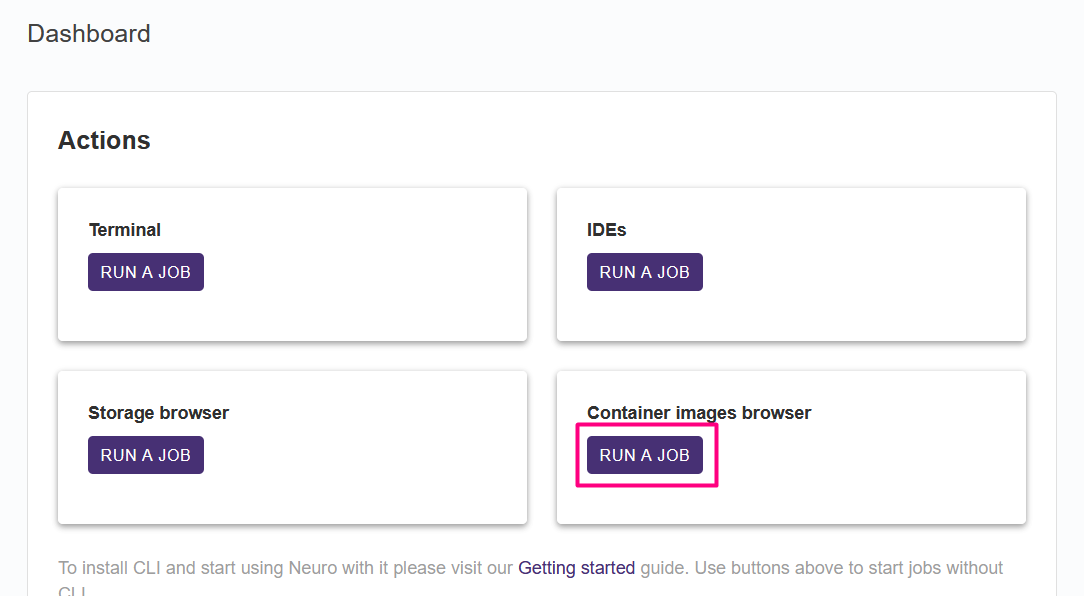 Dashboard
Actions
Terminal
RUN A JOB
IDEs
RUN A JOB
Storage browser
RUN A JOB
Container images browser
RUN A JOB
To install CLI and start using Neuro with it please visit our Getting started guide. Use buttons above to start jobs without
CLI